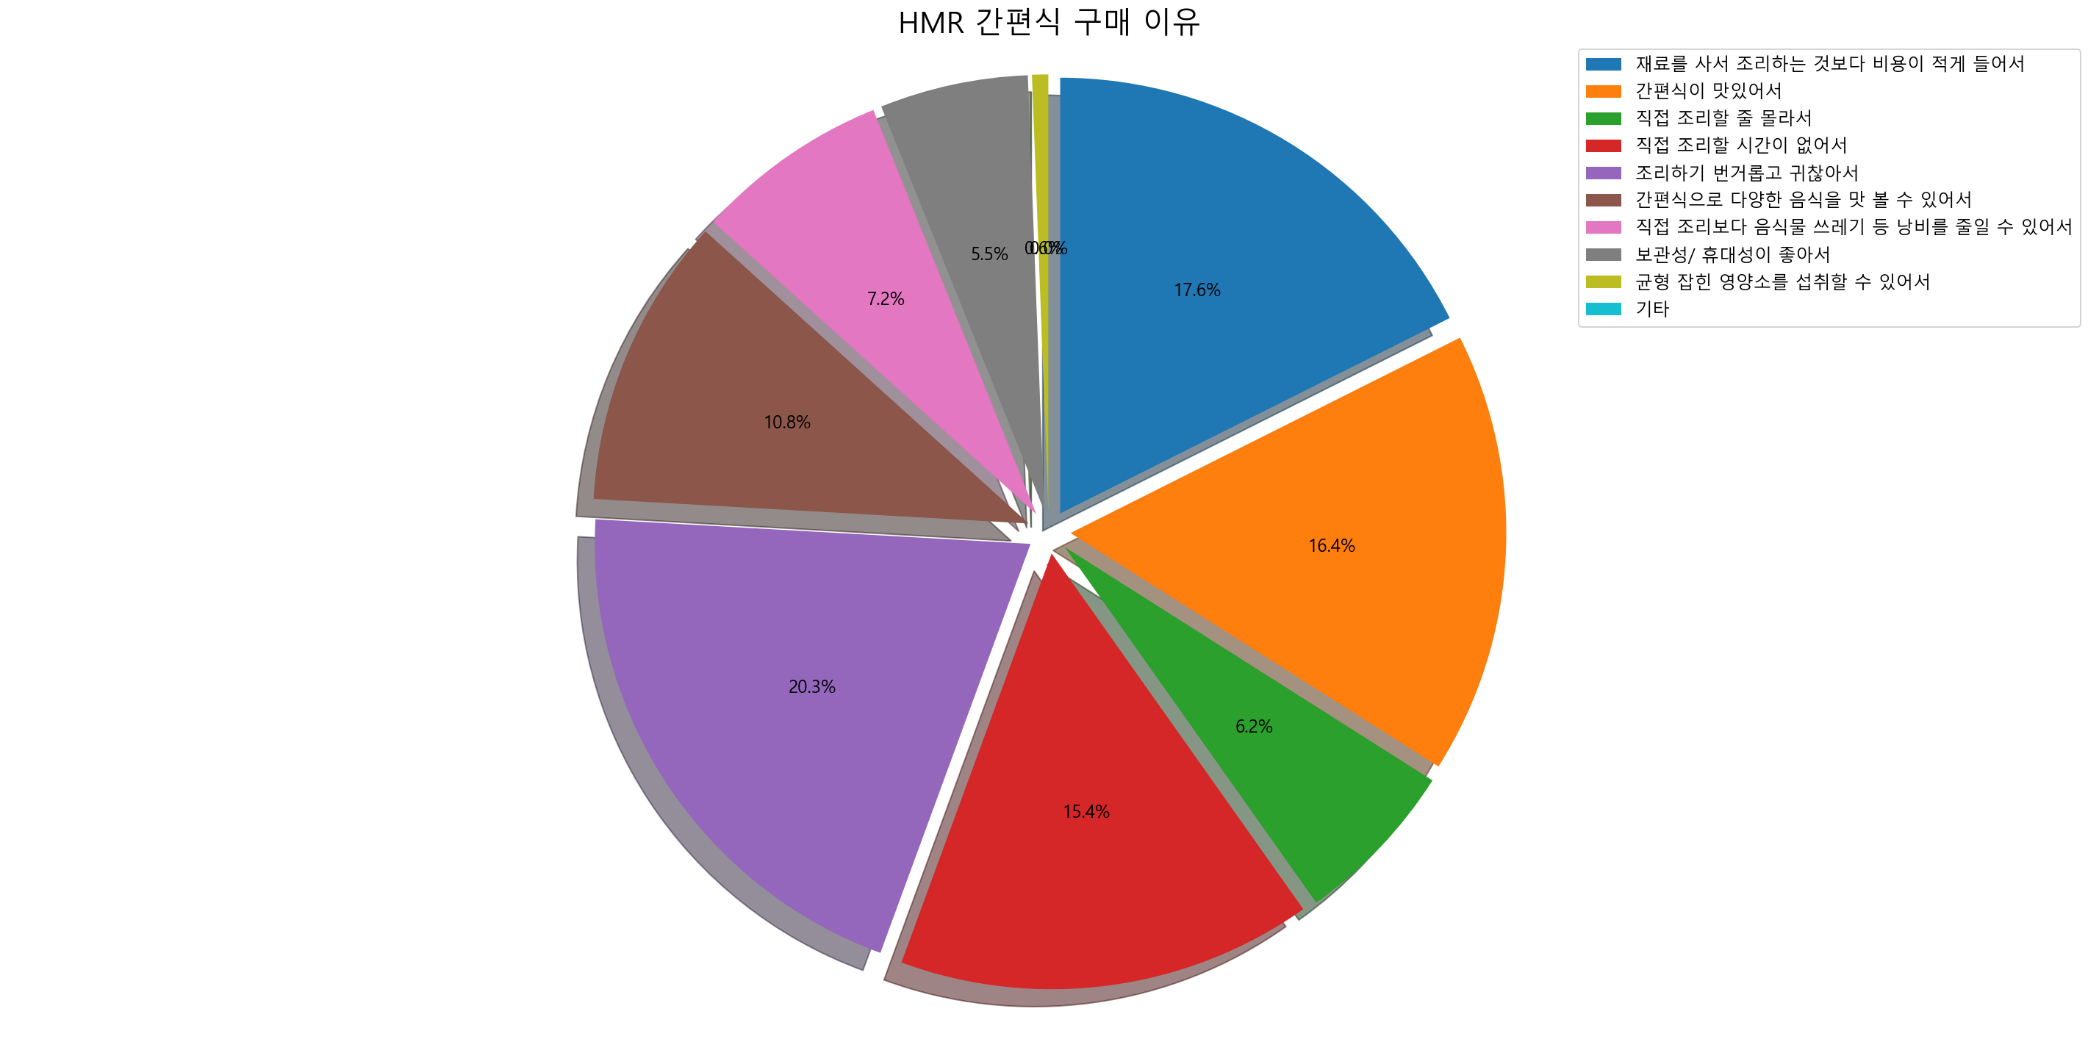 HMR 간편식 구매 이유
재료를 사서 조리하는 것보다 비용이 적게 들어서
간편식이 맛있어서
직접 조리할 줄 몰라서
직접 조리할 시간이 없어서
조리하기 번거롭고 귀찮아서
간편식으로 다양한 음식을 맛 볼 수 있어서
직접 조리보다 음식물 쓰레기 등 낭비를 줄일 수 있어서
보관성/ 휴대성이 좋아서
균형 잡힌 영양소를 섭취할 수 있어서
기타
17.6%
16.4%
6.2%
15.4%
20.3%
10.8%
7.2%
5.5%
0.6%
0.0%